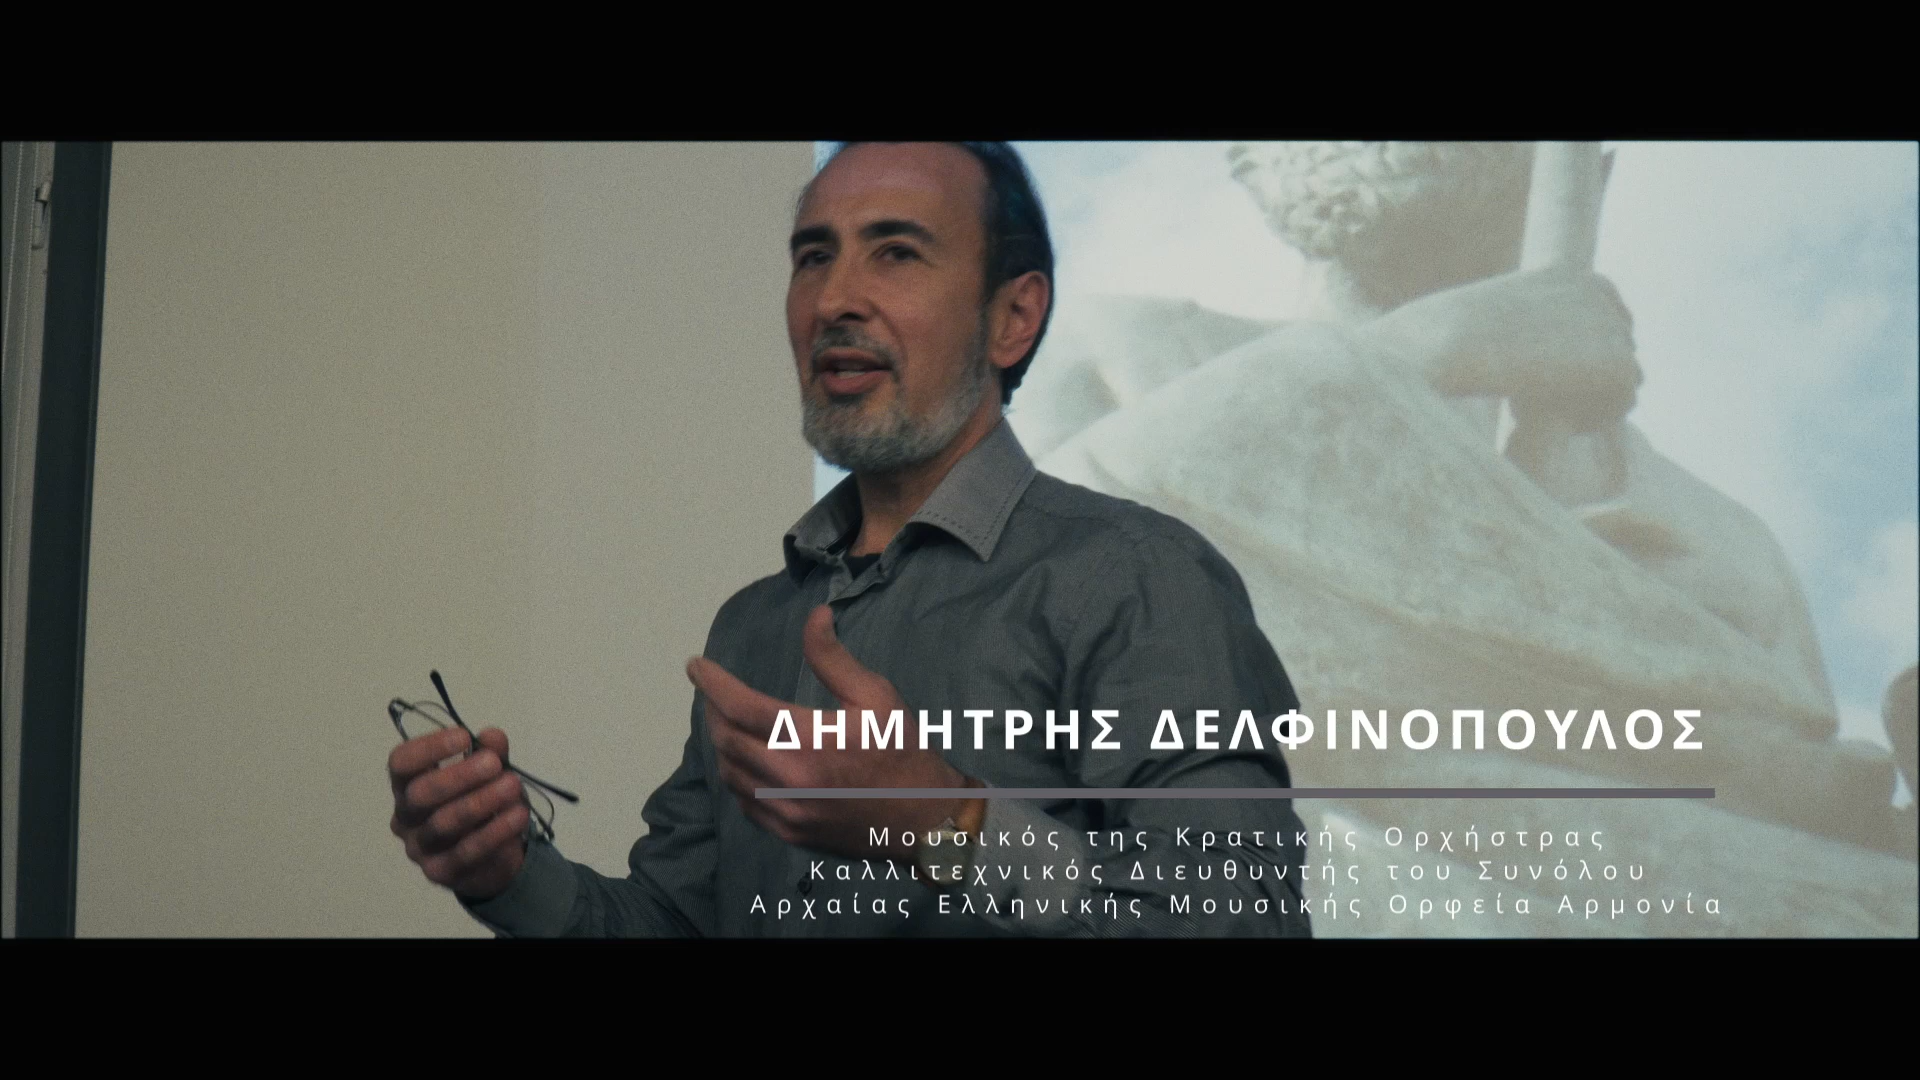 ΔΗΜΗΤΡΗΣ ΔΕΛΦΙΝΟΠΟΥΛΟΣ
Μουσικός της Κρατικής Ορχήστρας
Καλλιτεχνικός Διευθυντής του Συνόλου
Αρχαίας Ελληνικής Μουσικής Ορφεία Αρμονία